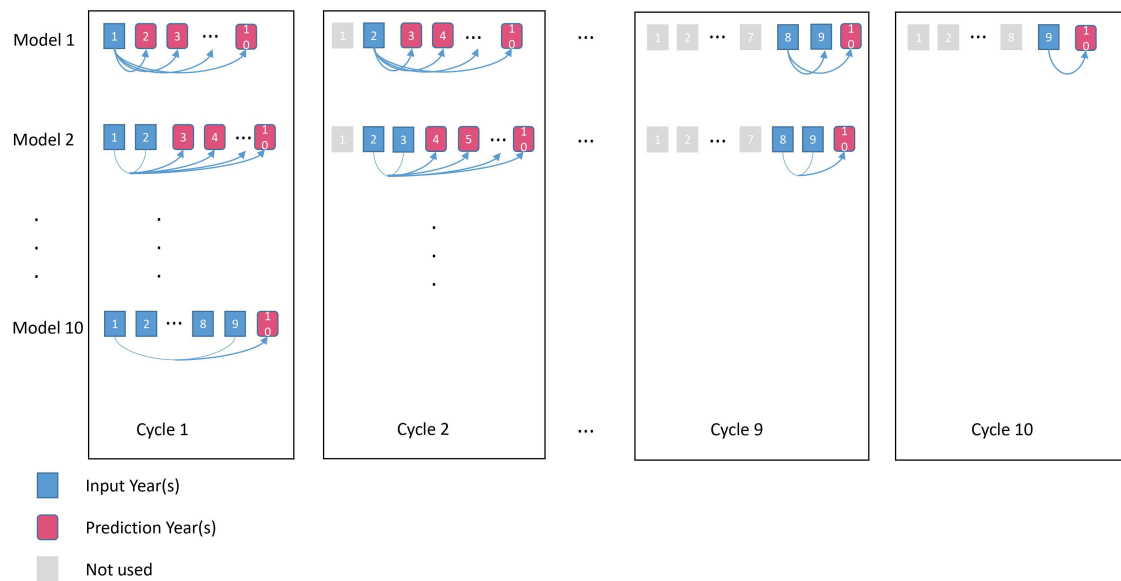 Model 1 1 2 3 ... 10 1 2 3 4 ... 10 ... 1 2 ... 7 8 9 10 1 2 ... 8 9 10
Model 2 1 2 3 4 ... 10 1 2 3 4 5 ... 10 ... 1 2 ... 7 8 9 10
. . .
. . .
. . .
Model 10 1 2 ... 8 9 10
Cycle 1 Cycle 2 ... Cycle 9 Cycle 10
Input Year(s)
Prediction Year(s)
Not used